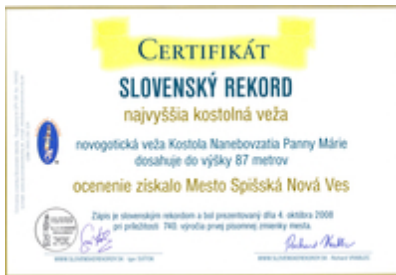 CERTIFIKÁT
SLOVENSKÝ REKORD
najvyššia kostolná veža
novogotická veža Kostola Nanebovzatia Panny Márie
dosahuje do výšky 87 metrov
ocenenie získalo Mesto Spišská Nová Ves
Zápis je slovenským rekordom a bol prezentovaný dňa 4. októbra 2008
pri príležitosti 740. výročia prvej písomnej zmienky mesta.